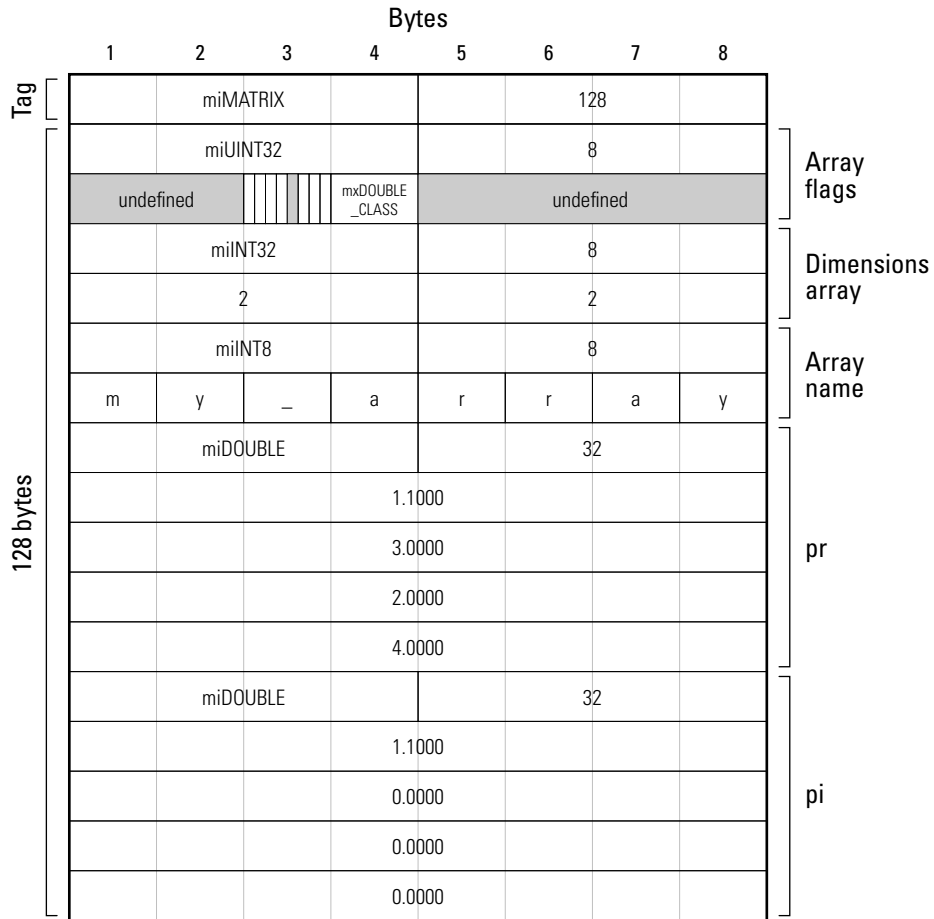 Bytes
1 2 3 4 5 6 7 8
Tag
miMATRIX 128
128 bytes
miUINT32 8
Array
flags
undefined mxDOUBLE
_CLASS undefined
miINT32 8
Dimensions
array
2 2
miINT8 8
Array
name
m y _ a r r a y
miDOUBLE 32
1.1000
3.0000
pr
2.0000
4.0000
miDOUBLE 32
1.1000
0.0000
pi
0.0000
0.0000